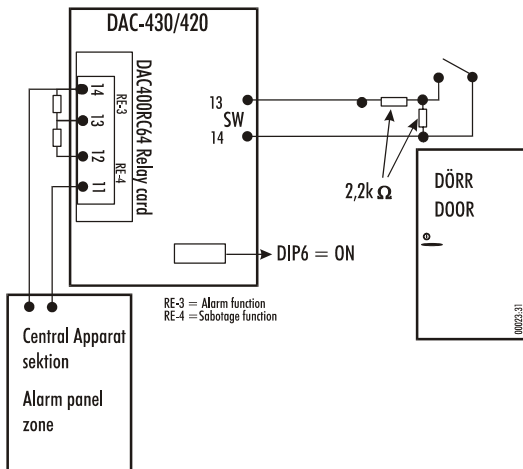 DAC-430/420
DAC400RC64 Relay card
14
13
12
11
RE-3
RE-4
13
SW
14
2,2k Ω
DÖRR
DOOR
DIP6 = ON
RE-3 = Alarm function
RE-4 = Sabotage function
Central Apparat
sektion
Alarm panel
zone
00023:31